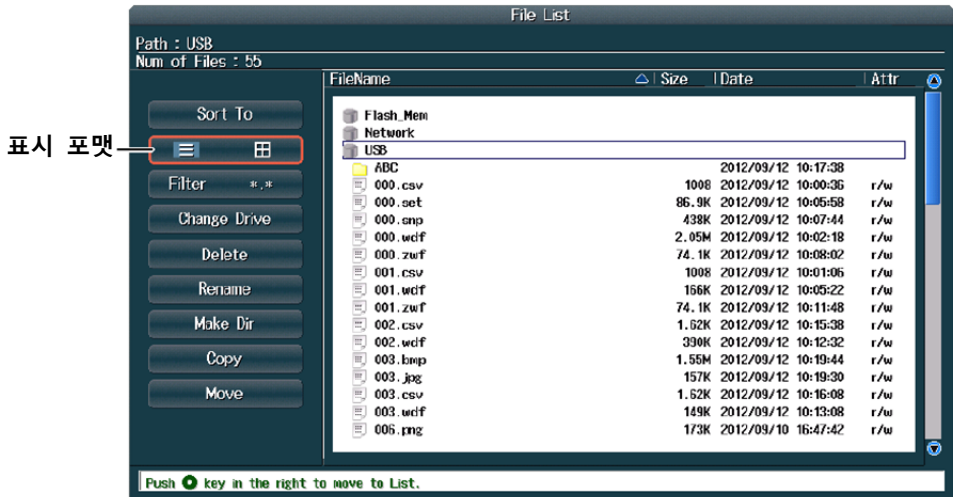 File List
Path : USB
Num of Files : 55
FileName Size Date Attr
Sort To
표시 포맷
Filter *.*
Change Drive
Delete
Rename
Make Dir
Copy
Move
Flash_Mem
Network
USB
ABC 2012/09/12 10:17:38
000.csv 1008 2012/09/12 10:00:36 r/w
000.set 86.9K 2012/09/12 10:05:58 r/w
000.snp 438K 2012/09/12 10:07:44 r/w
000.wdf 2.05M 2012/09/12 10:02:18 r/w
000.zwf 74.1K 2012/09/12 10:08:02 r/w
001.csv 1008 2012/09/12 10:01:06 r/w
001.wdf 166K 2012/09/12 10:05:22 r/w
001.zwf 74.1K 2012/09/12 10:11:48 r/w
002.csv 1.62K 2012/09/12 10:15:38 r/w
002.wdf 390K 2012/09/12 10:12:32 r/w
003.bmp 1.55M 2012/09/12 10:19:44 r/w
003.jpg 157K 2012/09/12 10:19:30 r/w
003.csv 1.62K 2012/09/12 10:16:08 r/w
003.wdf 149K 2012/09/12 10:13:08 r/w
006.png 173K 2012/09/10 16:47:42 r/w
Push key in the right to move to List.